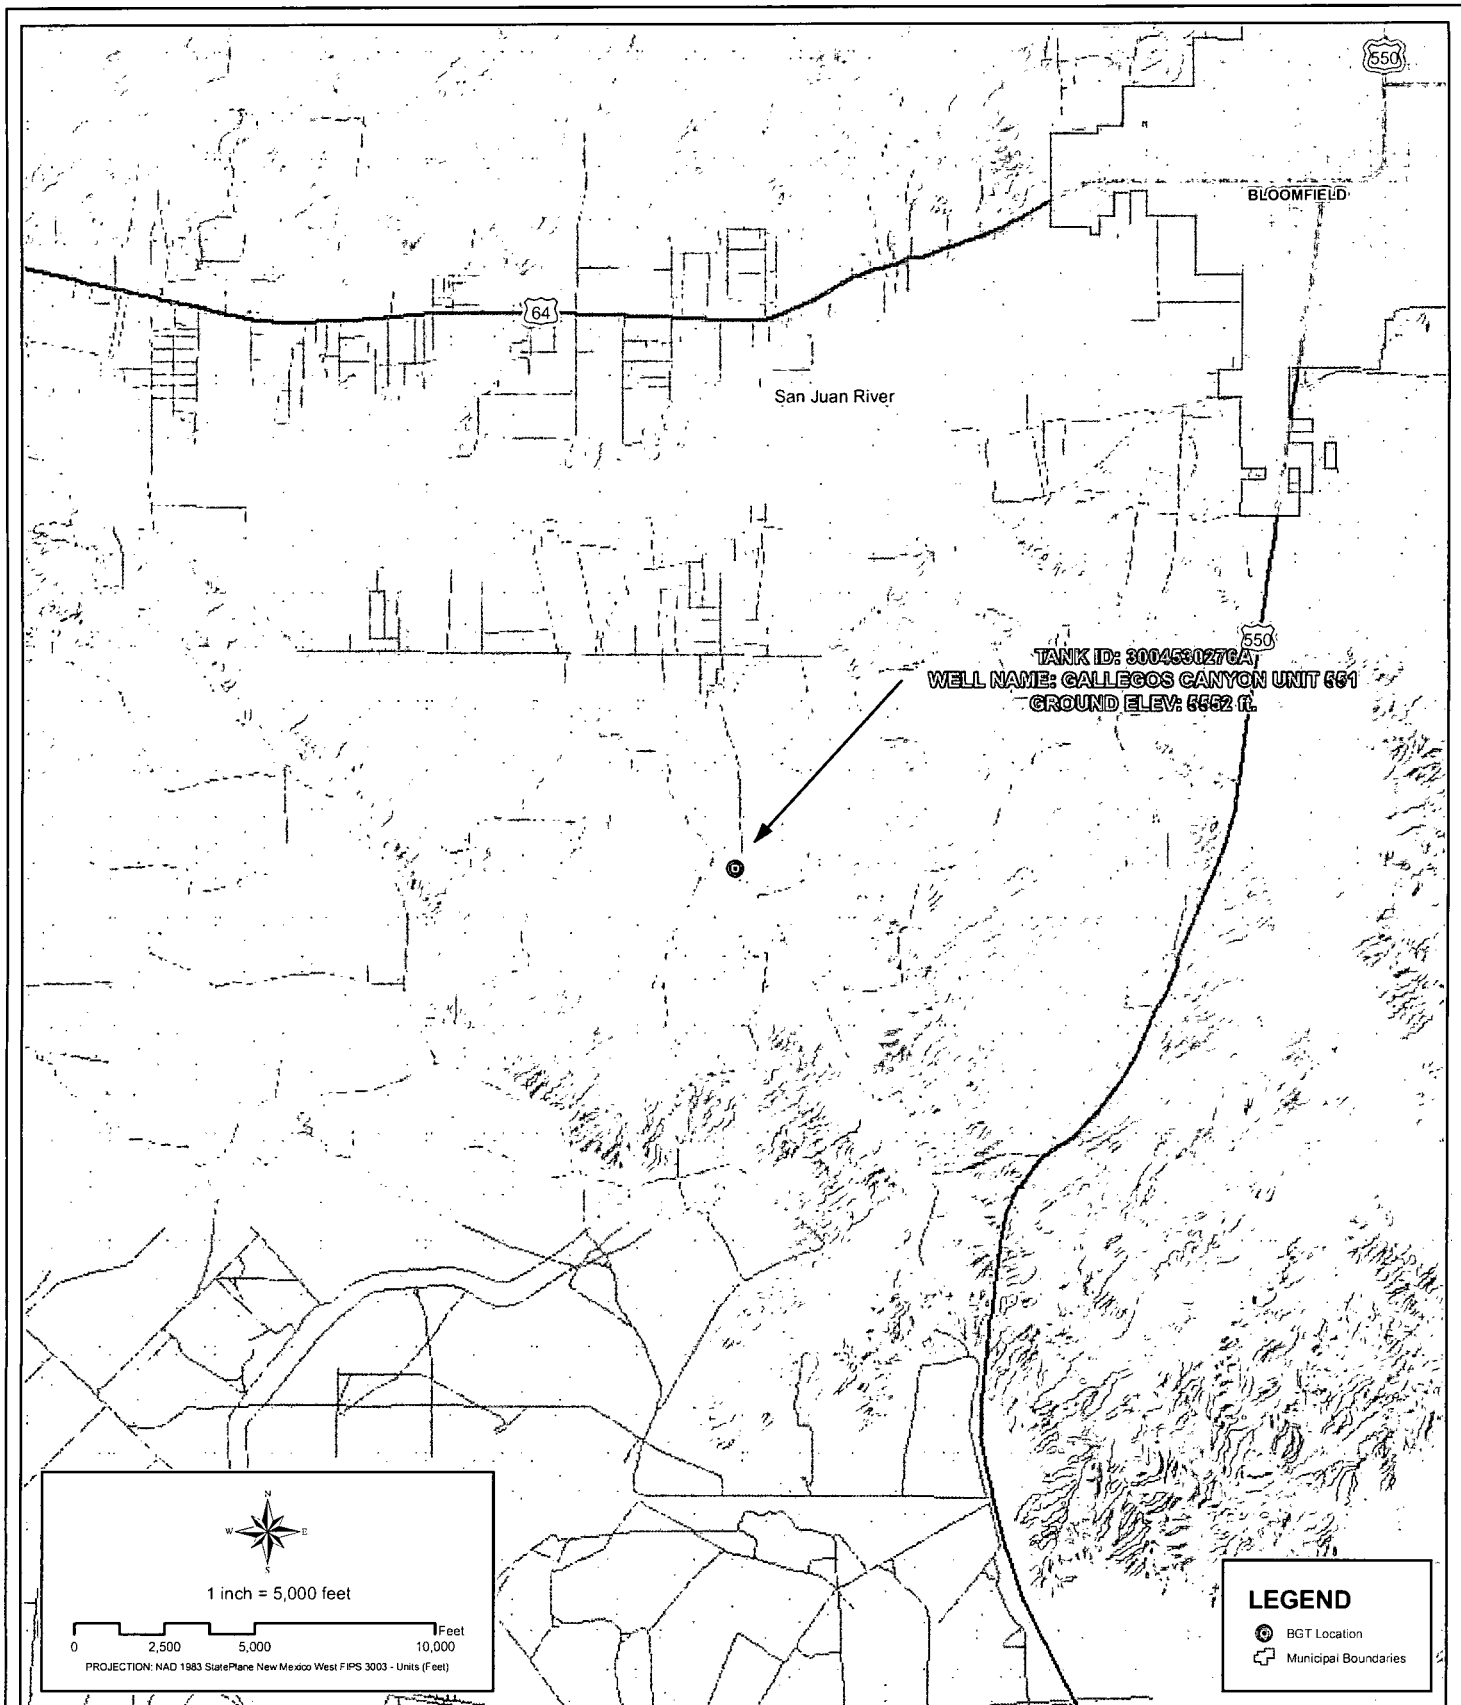 550
BLOOMFIELD
64
San Juan River
550
TANK ID: 3004530276A
WELL NAME: GALLEGOS CANYON UNIT 551
GROUND ELEV: 5552 ft.
N
W E
S
1 inch = 5,000 feet
Feet
0 2,500 5,000 10,000
PROJECTION: NAD 1983 StatePlane New Mexico West FIPS 3003 - Units (Feet)
LEGEND
BGT Location
Municipal Boundaries